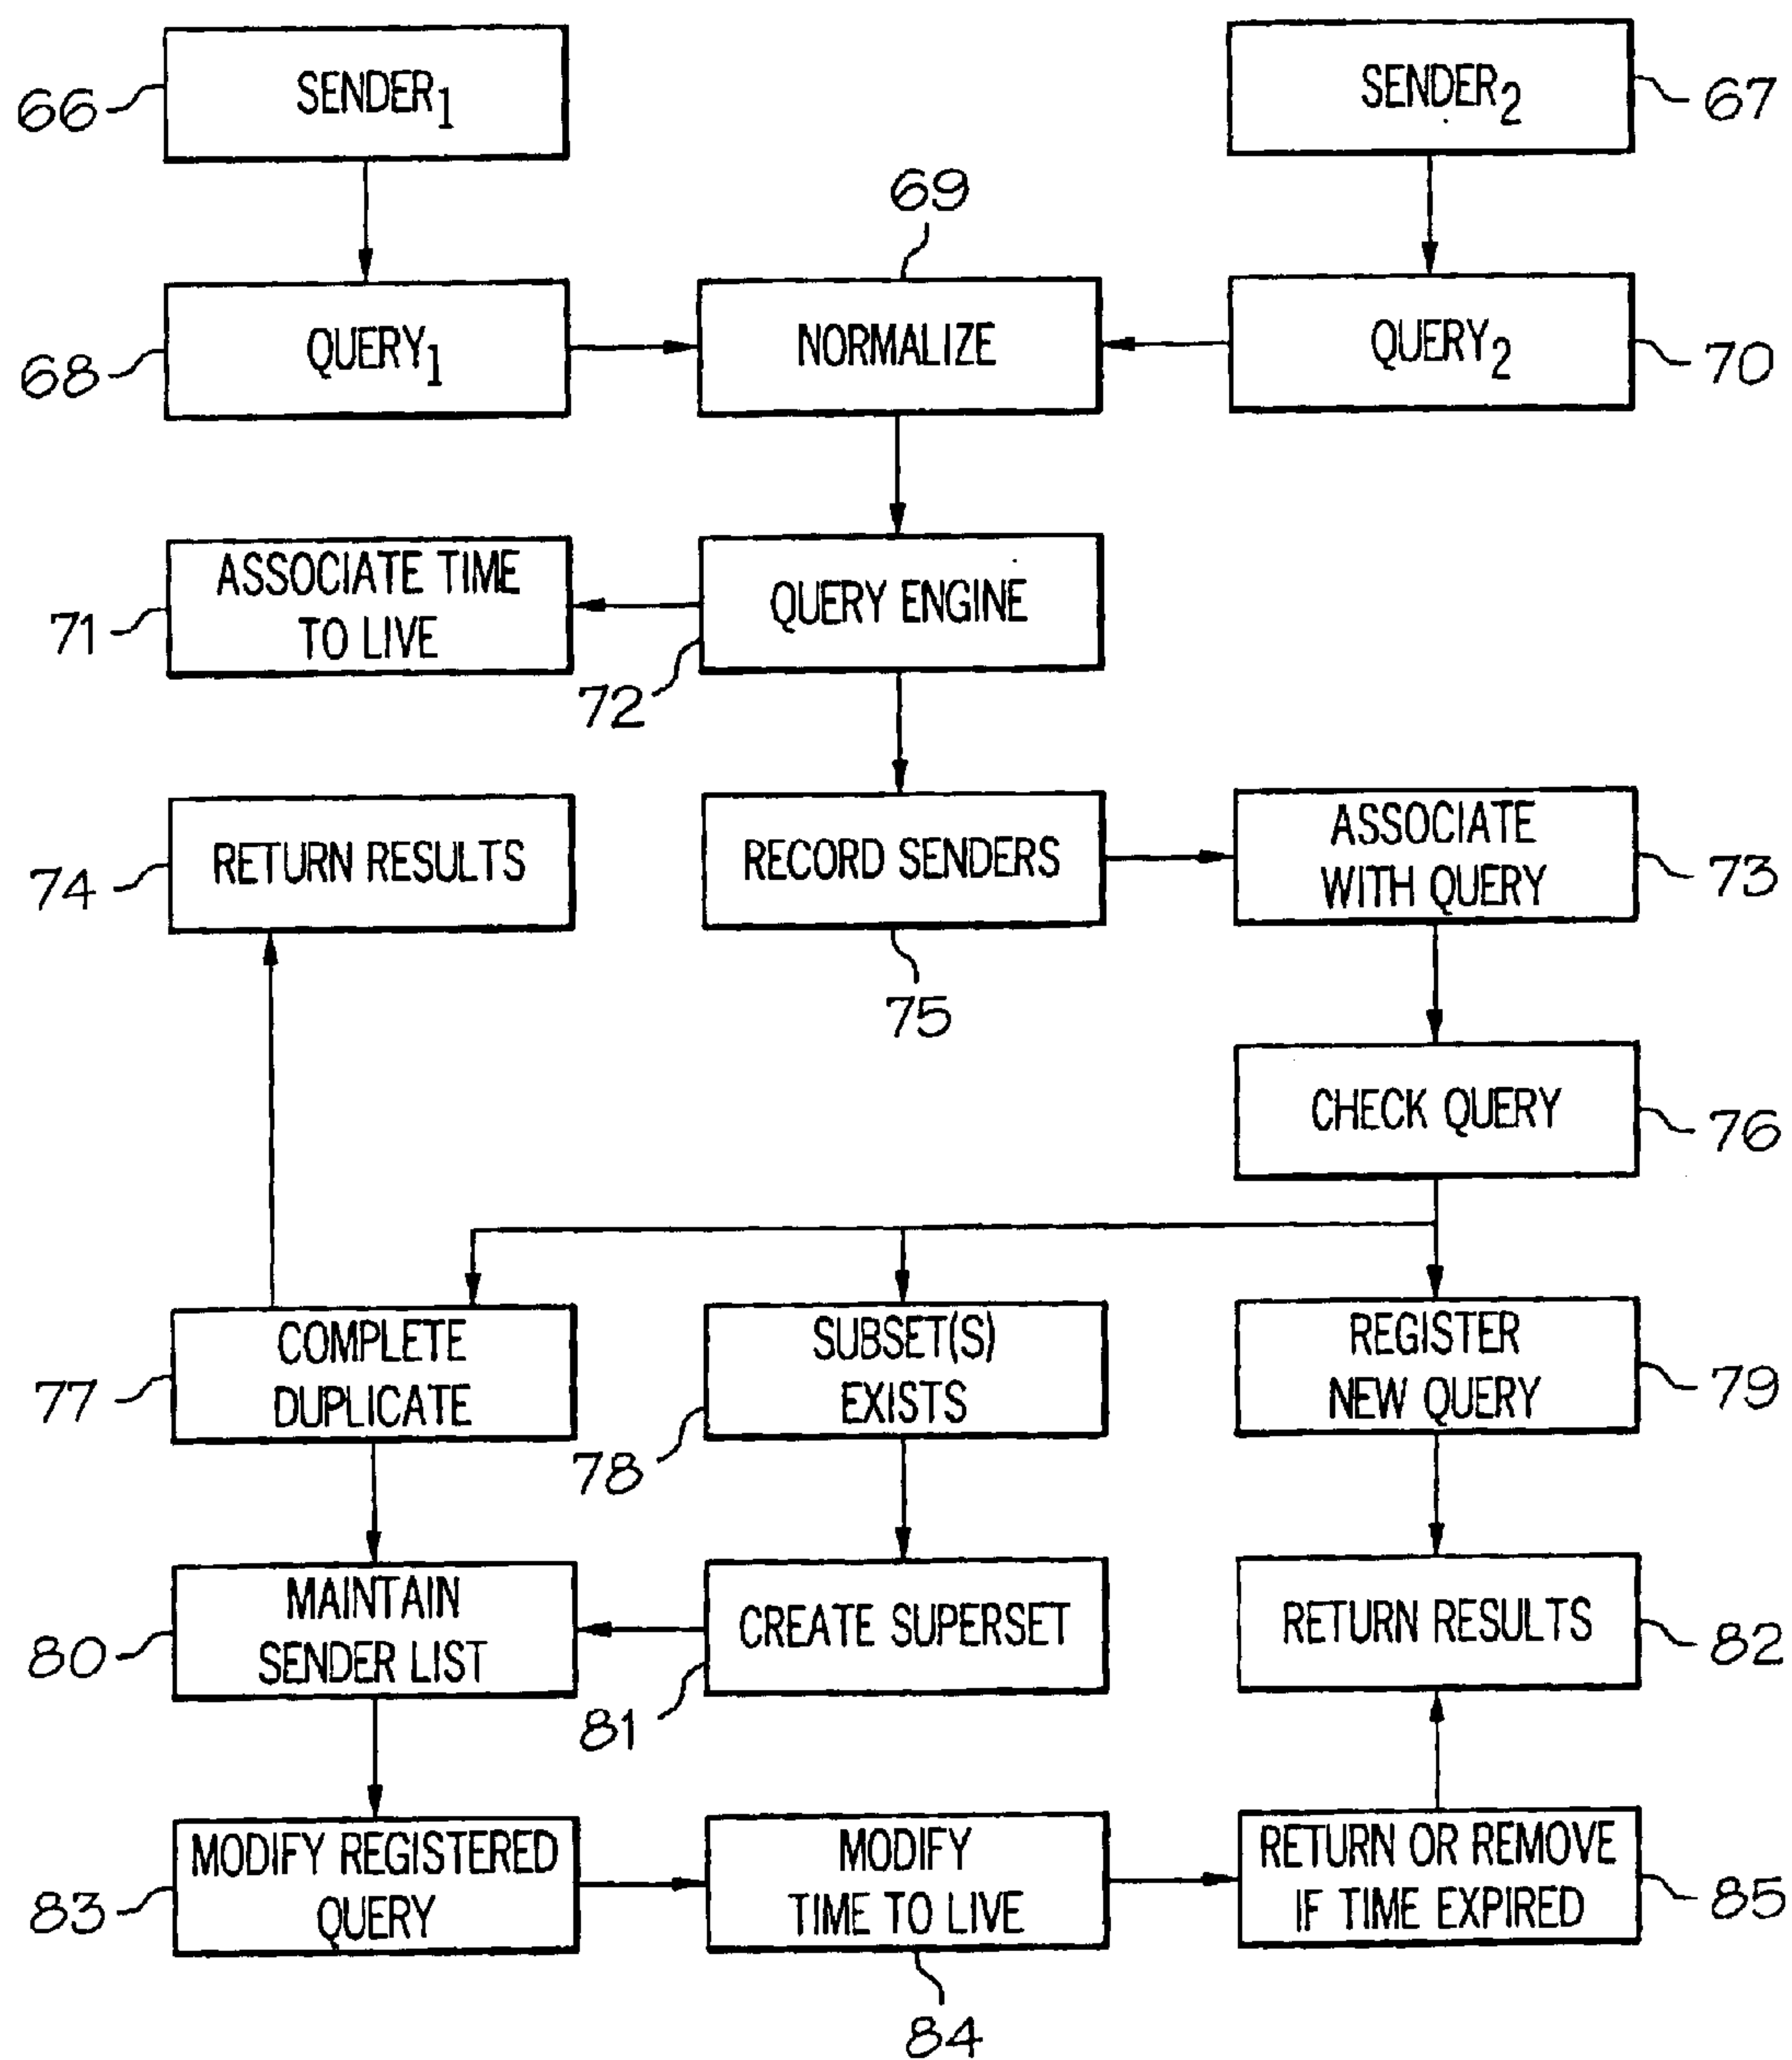 66
SENDER1
SENDER2
67
69
68
QUERY1
NORMALIZE
QUERY2
70
71
ASSOCIATE TIME
TO LIVE
72
QUERY ENGINE
74
RETURN RESULTS
RECORD SENDERS
75
ASSOCIATE
WITH QUERY
73
CHECK QUERY
76
77
COMPLETE
DUPLICATE
SUBSET(S)
EXISTS
78
REGISTER
NEW QUERY
79
80
MAINTAIN
SENDER LIST
CREATE SUPERSET
81
RETURN RESULTS
82
83
MODIFY REGISTERED
QUERY
MODIFY
TIME TO LIVE
84
RETURN OR REMOVE
IF TIME EXPIRED
85